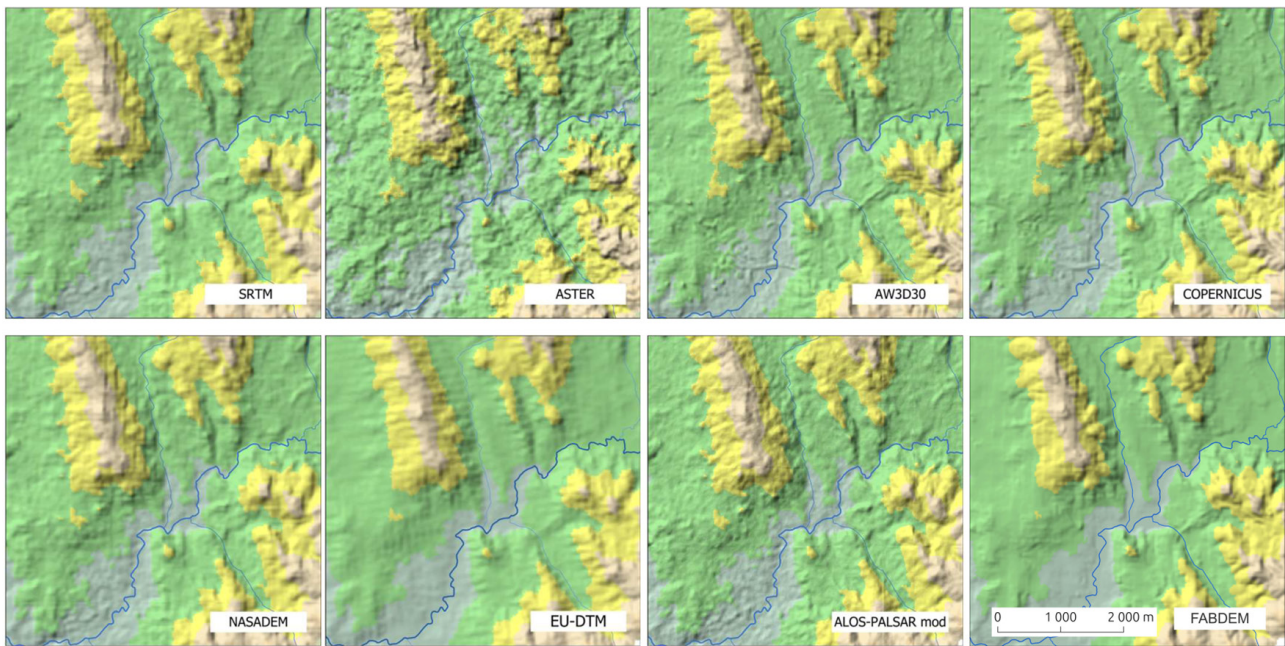 SRTM
ASTER
AW3D30
COPERNICUS
NASADEM
EU-DTM
ALOS-PALSAR mod
0 1 000 2 000 m
FABDEM